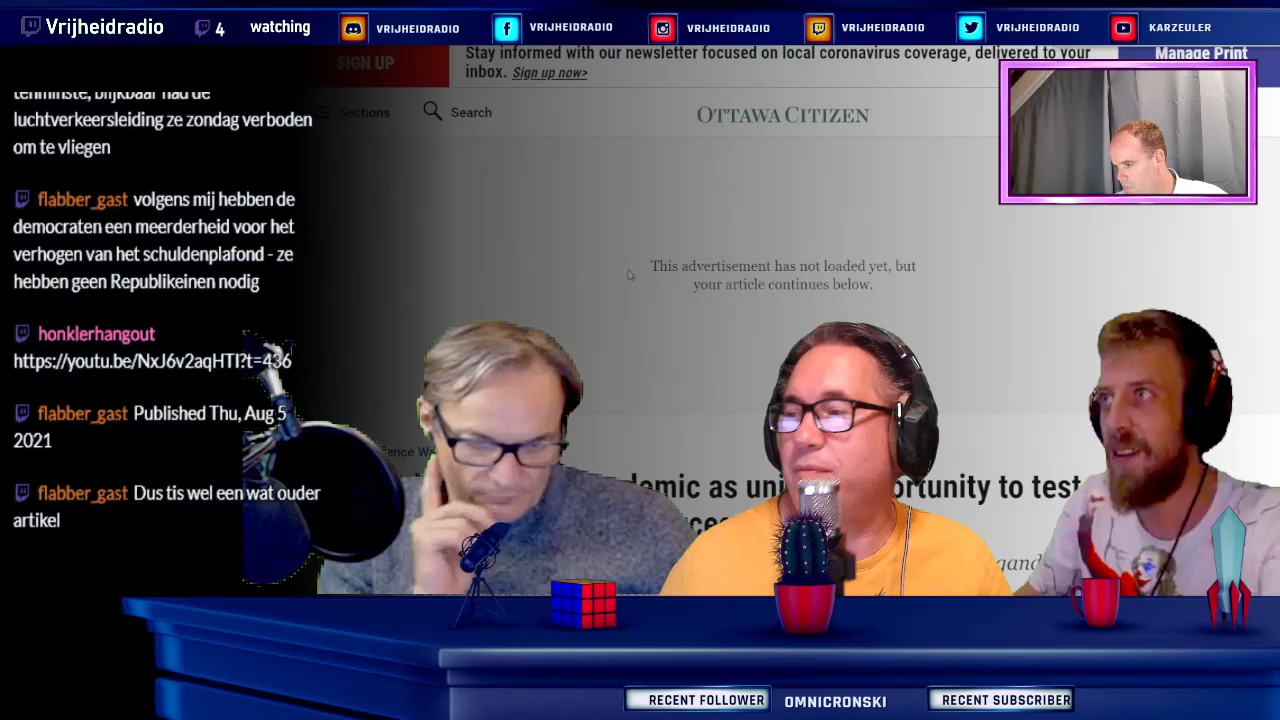 Vrijheidradio
4
watching
VRIJHEIDRADIO
VRIJHEIDRADIO
VRIJHEIDRADIO
VRIJHEIDRADIO
VRIJHEIDRADIO
KARZEULER
SIGN UP
Stay informed with our newsletter focused on local coronavirus coverage, delivered to your
inbox. Sign up now>
Manage Print
Sections
Search
OTTAWA CITIZEN
tenminste, blijkbaar had de
luchtverkeersleiding ze zondag verboden
om te vliegen
flabber_gast volgens mij hebben de
democraten een meerderheid voor het
verhogen van het schuldenplafond - ze
hebben geen Republikeinen nodig
honklerhangout
https://youtu.be/NxJ6v2aqHTI?t=436
flabber_gast Published Thu, Aug 5
2021
flabber_gast Dus tis wel een wat ouder
artikel
This advertisement has not loaded yet, but
your article continues below.
as
to test
RECENT FOLLOWER
OMNICRONSKI
RECENT SUBSCRIBER